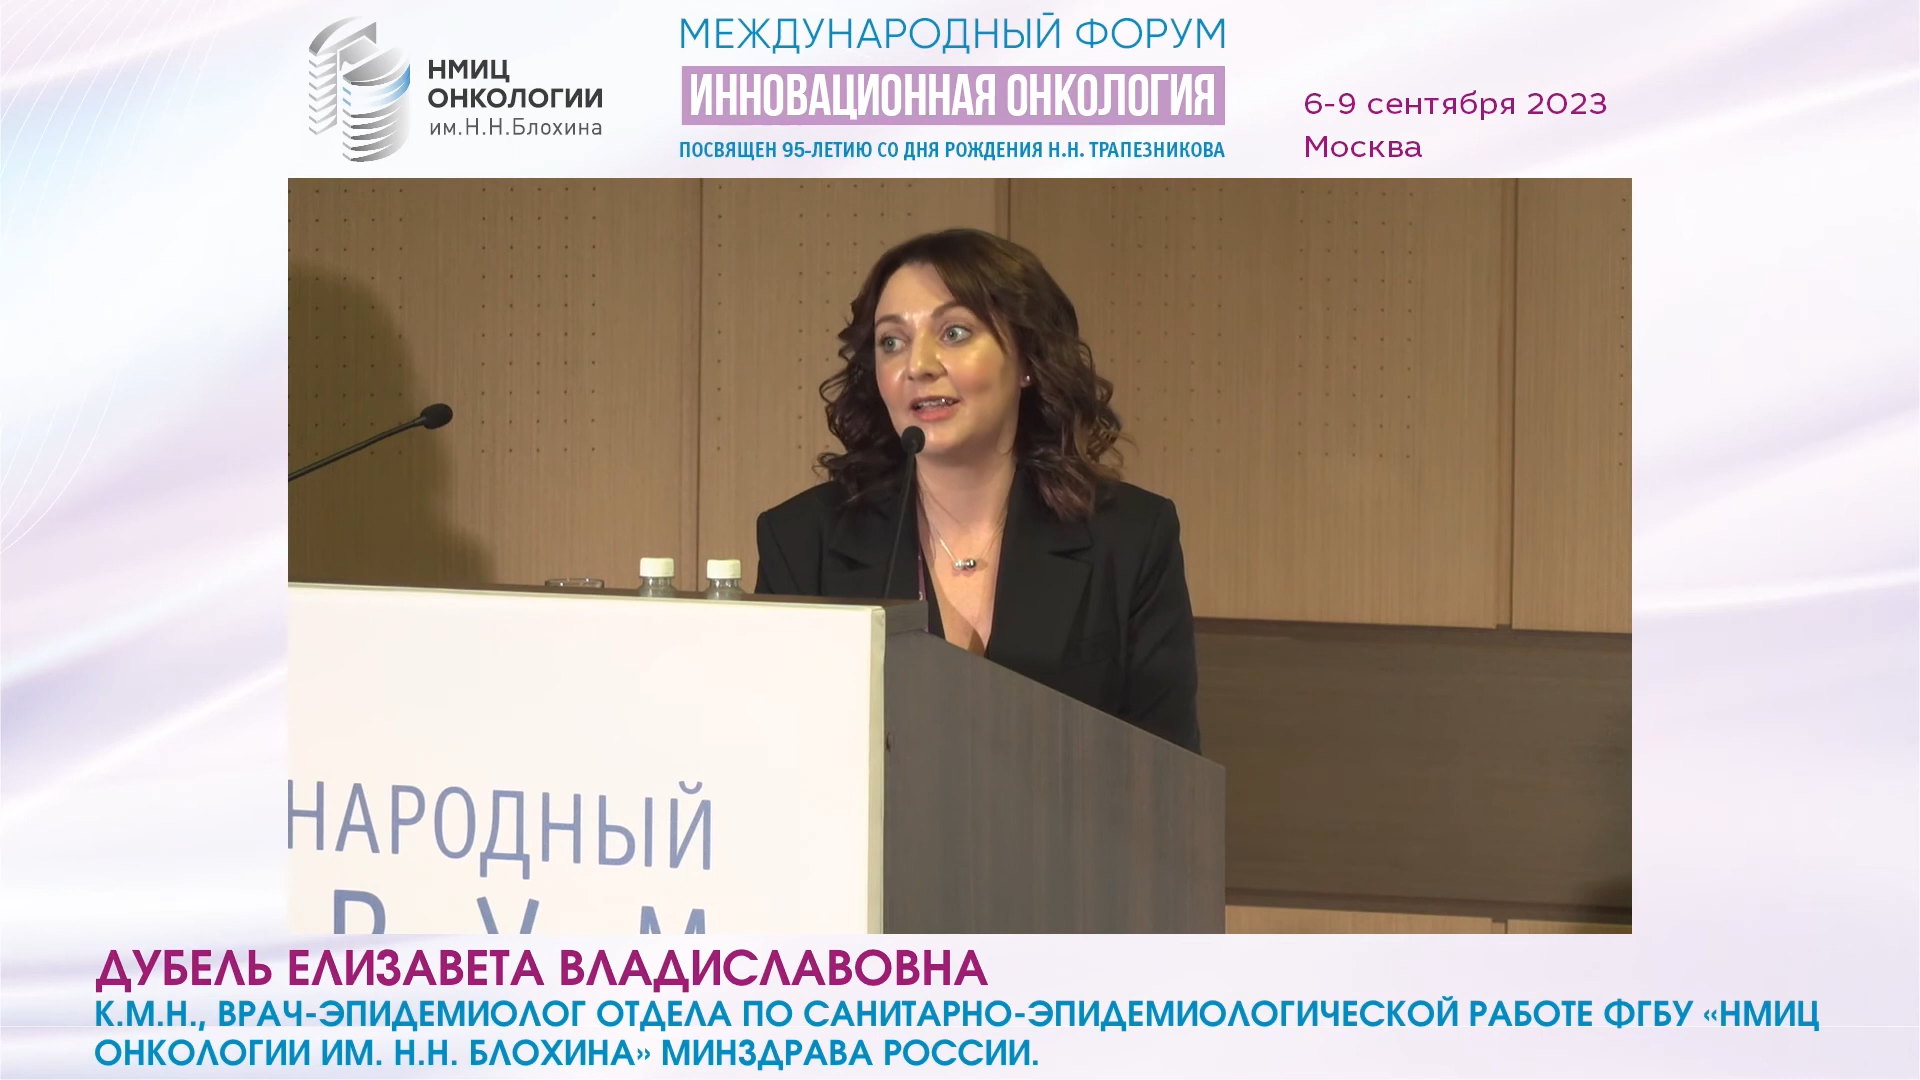 НМИЦ
ОНКОЛОГИИ
им.Н.Н.Блохина
МЕЖДУНАРОДНЫЙ ФОРУМ
ИННОВАЦИОННАЯ ОНКОЛОГИЯ
ПОСВЯЩЕН 95-ЛЕТИЮ СО ДНЯ РОЖДЕНИЯ Н.Н. ТРАПЕЗНИКОВА
6-9 сентября 2023
Москва
НАРОДНЫЙ
ДУБЕЛЬ ЕЛИЗАВЕТА ВЛАДИСЛАВОВНА
К.М.Н., ВРАЧ-ЭПИДЕМИОЛОГ ОТДЕЛА ПО САНИТАРНО-ЭПИДЕМИОЛОГИЧЕСКОЙ РАБОТЕ ФГБУ «НМИЦ
ОНКОЛОГИИ ИМ. Н.Н. БЛОХИНА» МИНЗДРАВА РОССИИ.